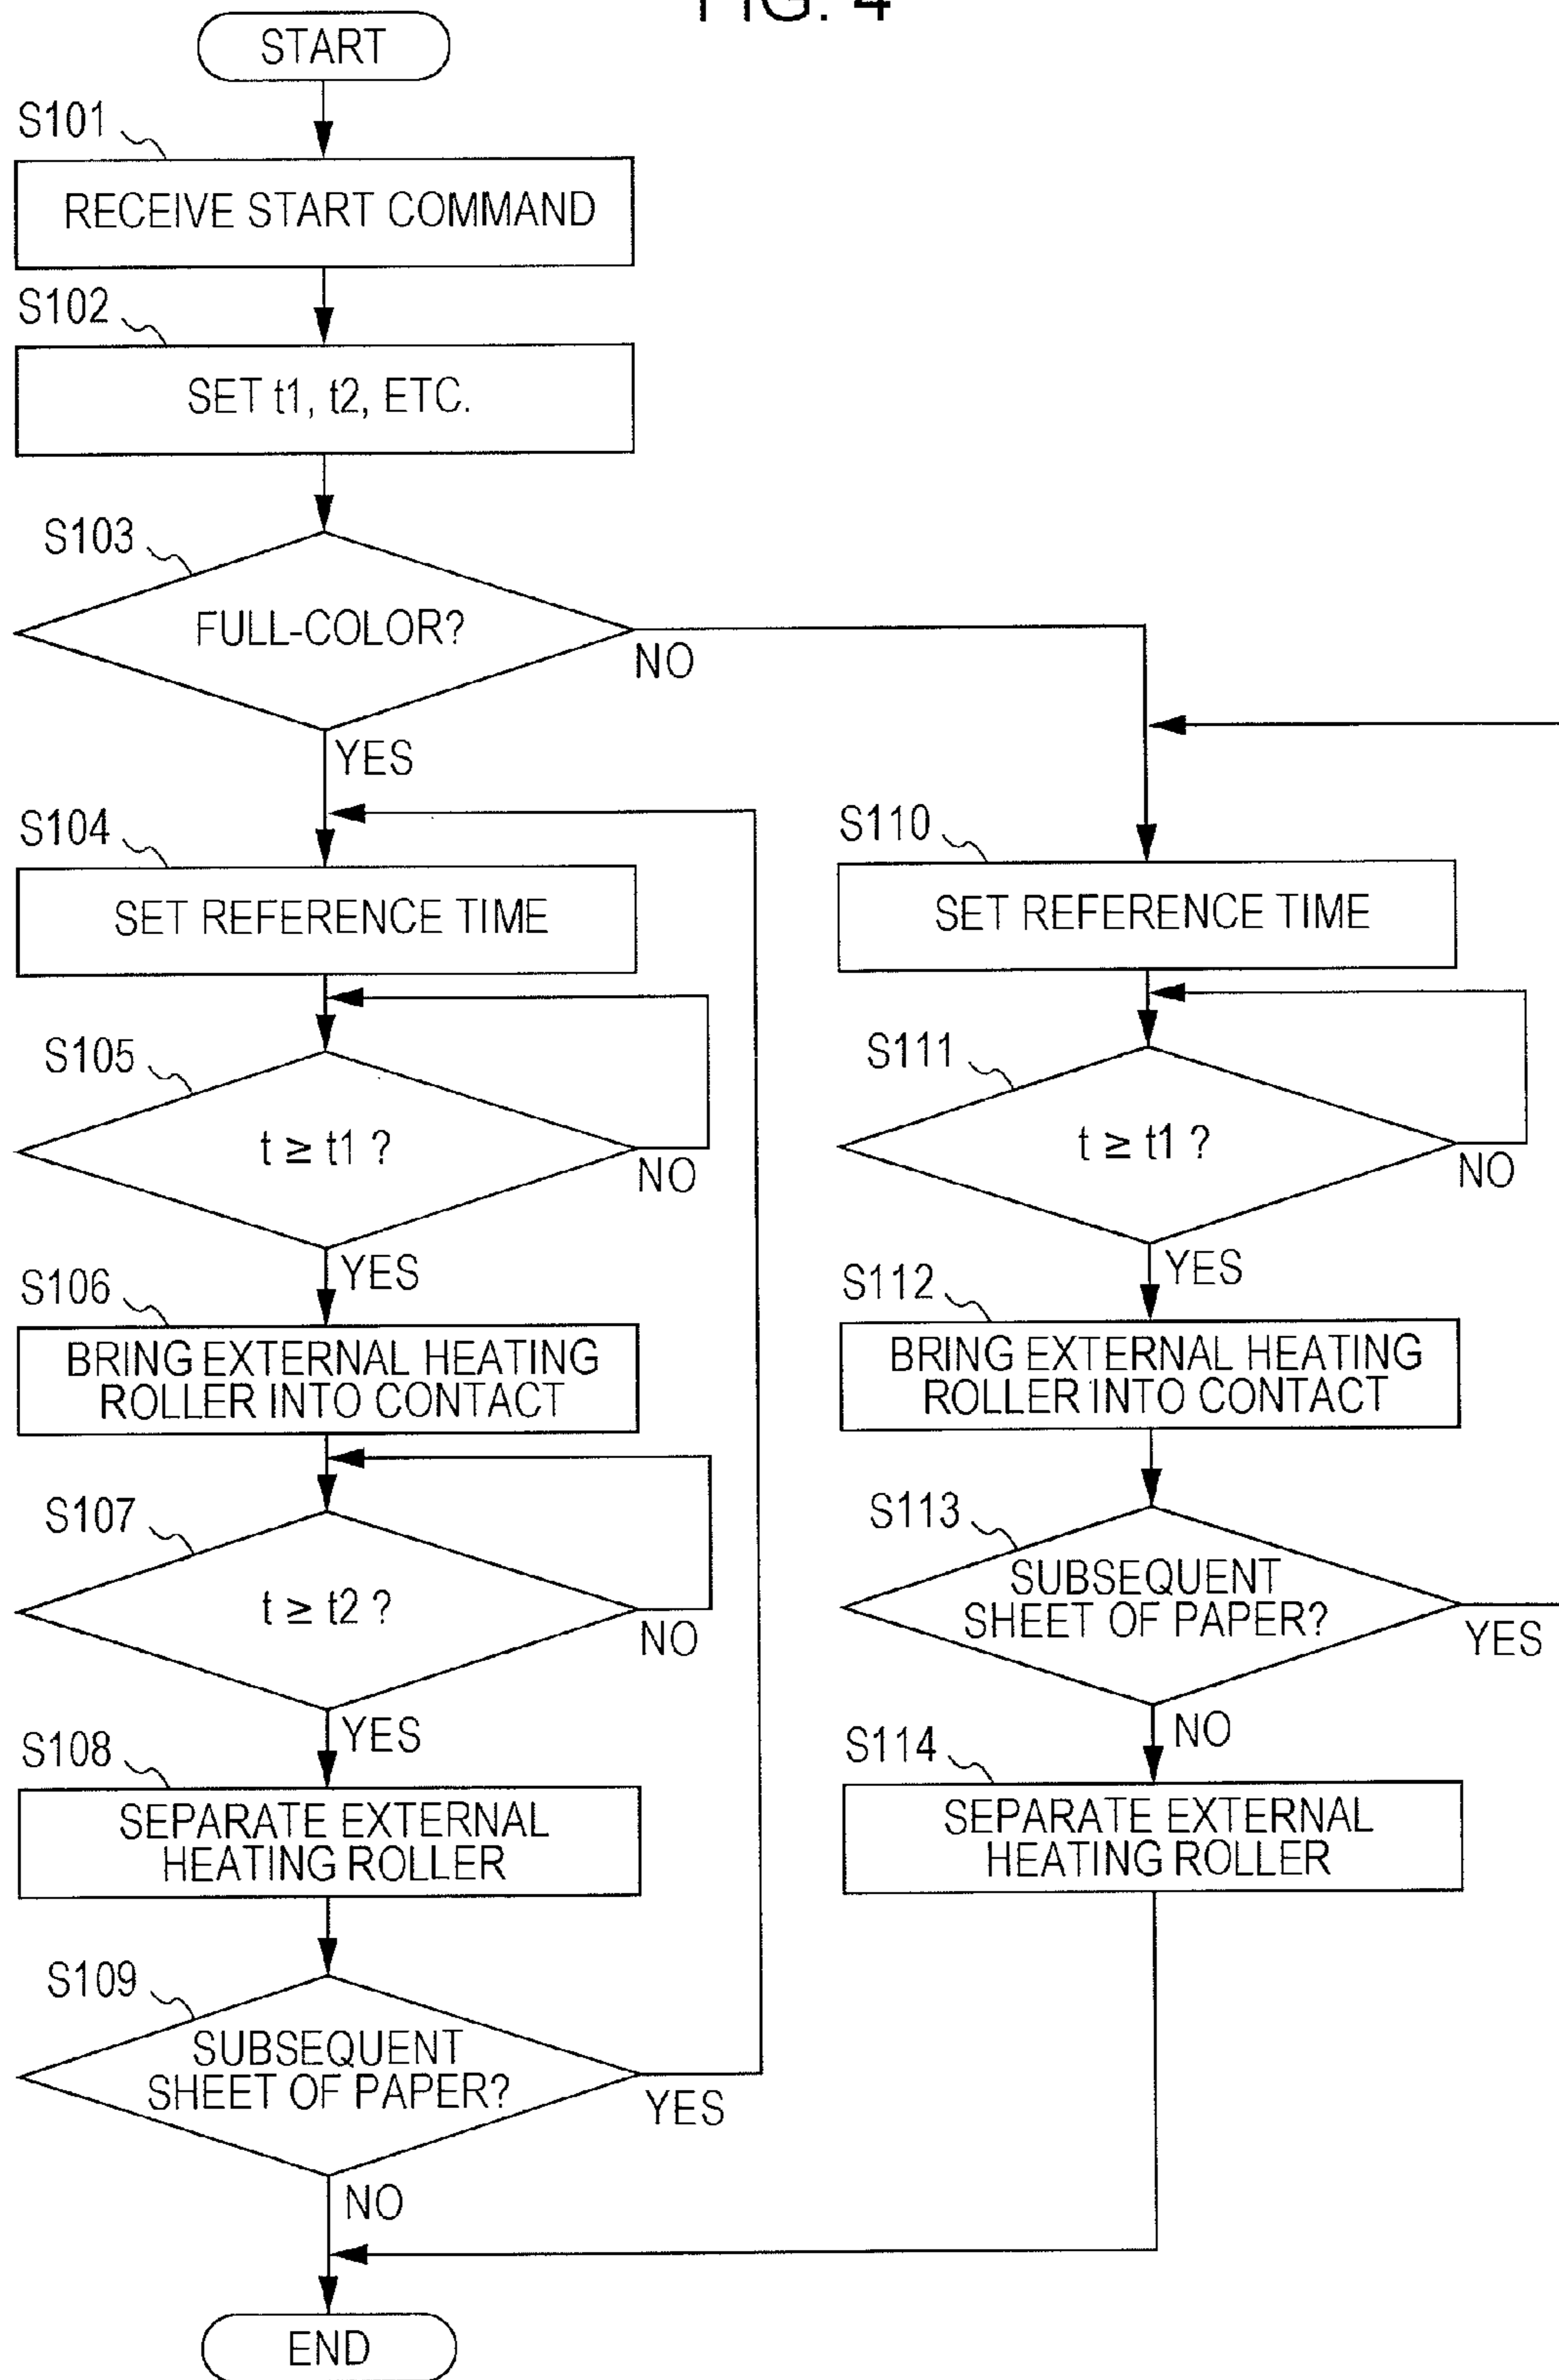 FIG. 4
START
S101
RECEIVE START COMMAND
S102
SET t1, t2, ETC.
S103
FULL-COLOR?
NO
YES
S104
SET REFERENCE TIME
S105
t ≥ t1 ?
NO
YES
S106
BRING EXTERNAL HEATING
ROLLER INTO CONTACT
S107
t ≥ t2 ?
NO
YES
S108
SEPARATE EXTERNAL
HEATING ROLLER
S109
SUBSEQUENT
SHEET OF PAPER?
YES
NO
S110
SET REFERENCE TIME
S111
t ≥ t1 ?
NO
YES
S112
BRING EXTERNAL HEATING
ROLLER INTO CONTACT
S113
SUBSEQUENT
SHEET OF PAPER?
YES
NO
S114
SEPARATE EXTERNAL
HEATING ROLLER
END